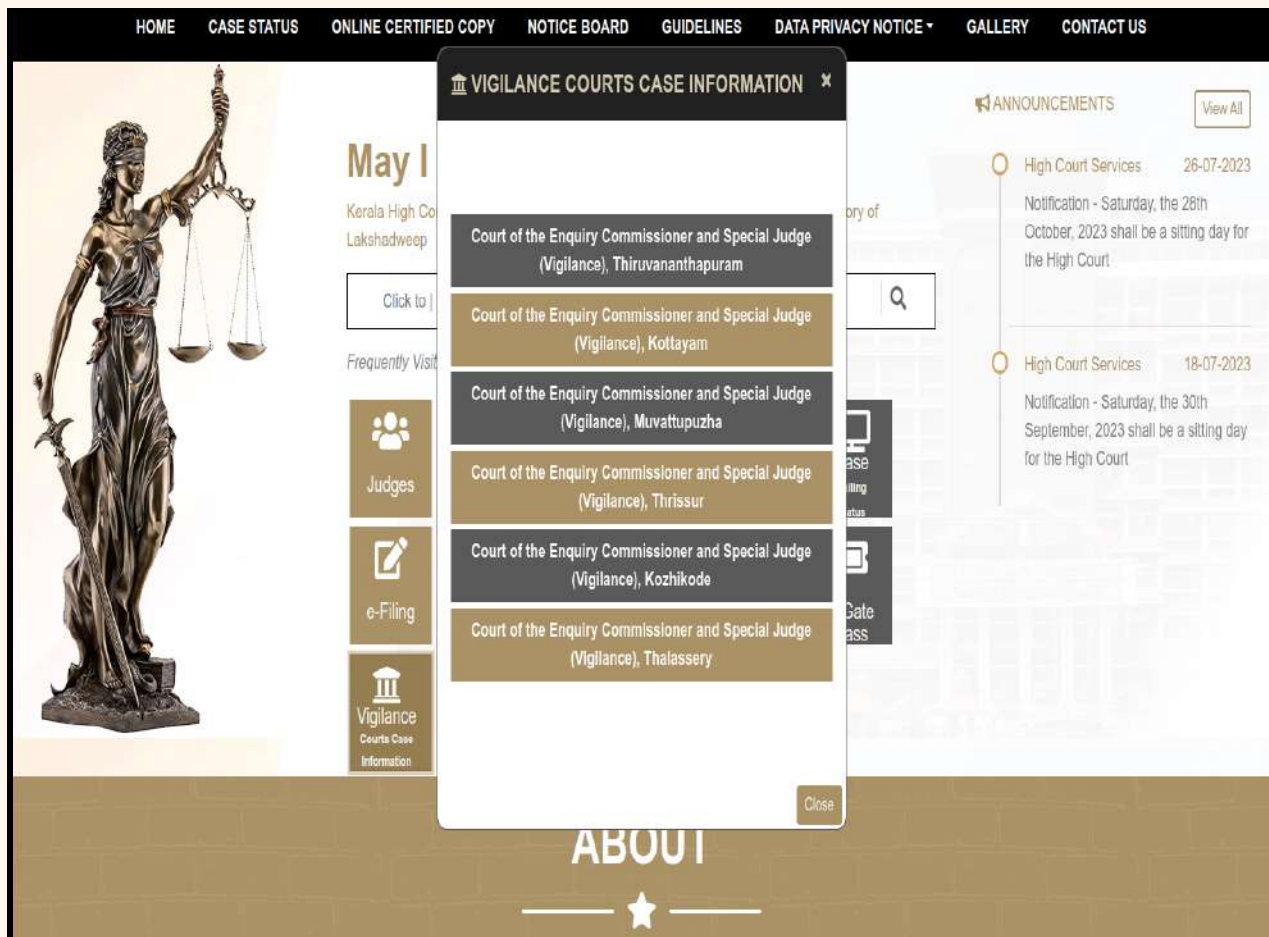 HOME CASE STATUS ONLINE CERTIFIED COPY NOTICE BOARD GUIDELINES DATA PRIVACY NOTICE GALLERY CONTACT US
VIGILANCE COURTS CASE INFORMATION ×
Court of the Enquiry Commissioner and Special Judge
(Vigilance), Thiruvananthapuram
Court of the Enquiry Commissioner and Special Judge
(Vigilance), Kottayam
Court of the Enquiry Commissioner and Special Judge
(Vigilance), Muvattupuzha
Court of the Enquiry Commissioner and Special Judge
(Vigilance), Thrissur
Court of the Enquiry Commissioner and Special Judge
(Vigilance), Kozhikode
Court of the Enquiry Commissioner and Special Judge
(Vigilance), Thalassery
Close
May I
Kerala High Co
ory of
Lakshadweep
Click to |
Frequently Visit
Judges
ase
atus
e-Filing
Gate
ass
Vigilance
Courts Case
Information
ANNOUNCEMENTS View All
High Court Services 26-07-2023
Notification - Saturday, the 28th
October, 2023 shall be a sitting day for
the High Court
High Court Services 18-07-2023
Notification - Saturday, the 30th
September, 2023 shall be a sitting day
for the High Court
ABOUT